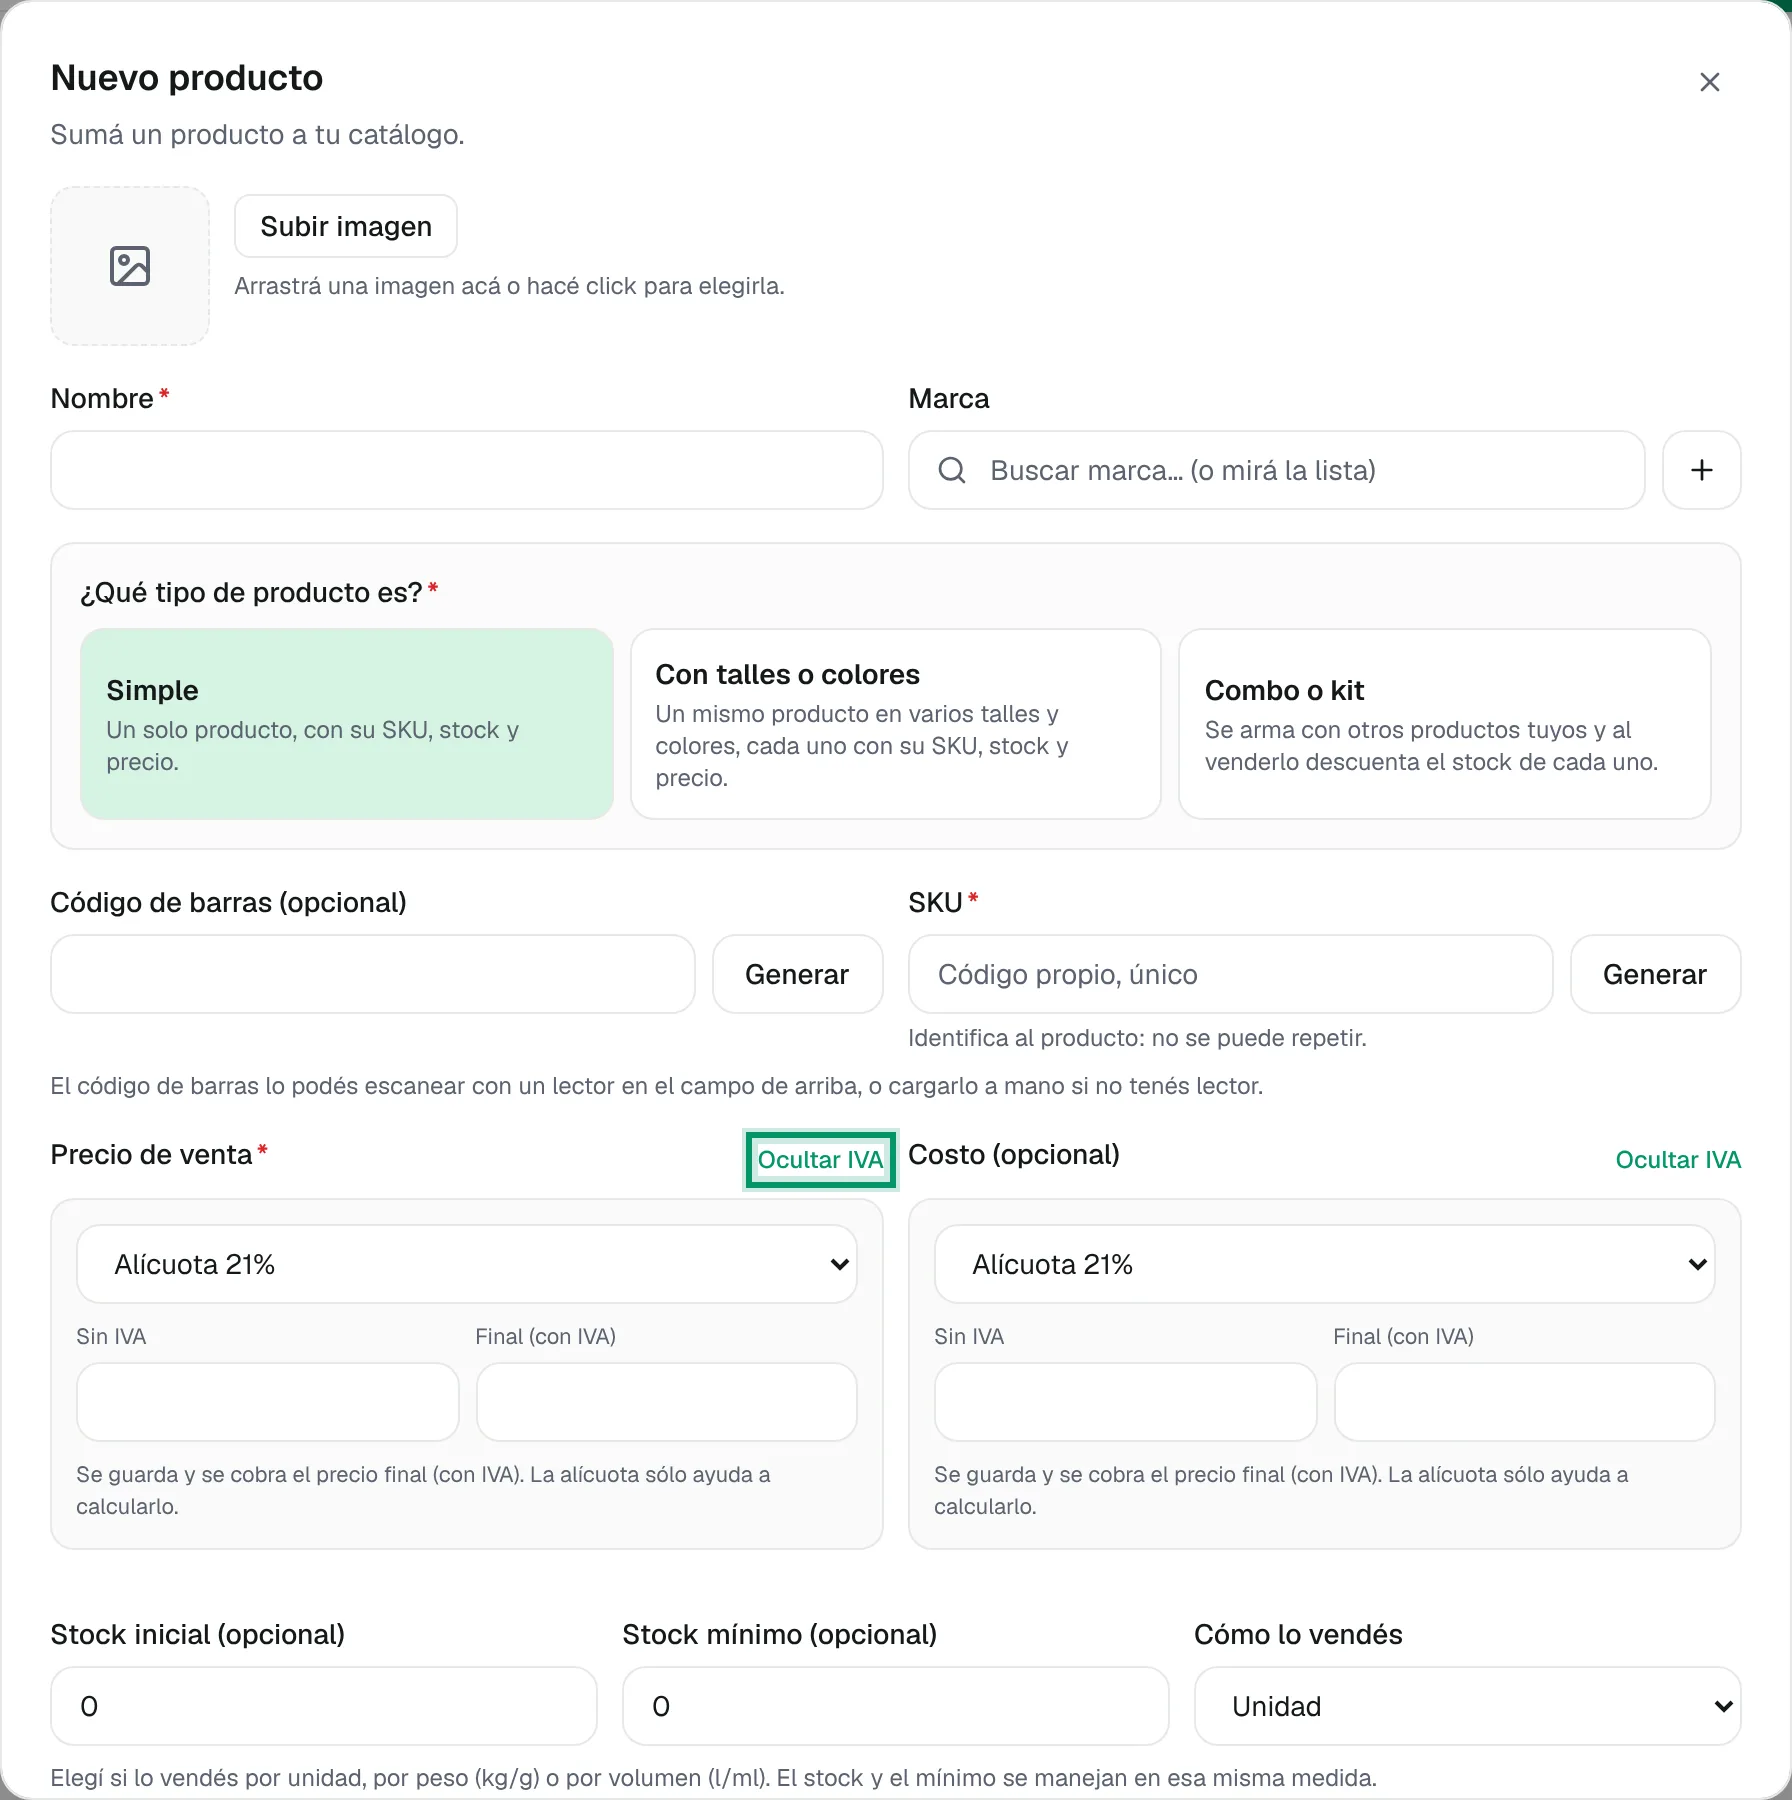 Nuevo producto
Sumá un producto a tu catálogo.
Subir imagen
Arrastrá una imagen acá o hacé click para elegirla.
Nombre *
Marca
Buscar marca... (o mirá la lista)
¿Qué tipo de producto es? *
Simple
Un solo producto, con su SKU, stock y
precio.
Con talles o colores
Un mismo producto en varios talles y
colores, cada uno con su SKU, stock y
precio.
Combo o kit
Se arma con otros productos tuyos y al
venderlo descuenta el stock de cada uno.
Código de barras (opcional)
Generar
SKU *
Código propio, único
Generar
Identifica al producto: no se puede repetir.
El código de barras lo podés escanear con un lector en el campo de arriba, o cargarlo a mano si no tenés lector.
Precio de venta *
Ocultar IVA
Alícuota 21%
Sin IVA
Final (con IVA)
Se guarda y se cobra el precio final (con IVA). La alícuota sólo ayuda a
calcularlo.
Costo (opcional)
Ocultar IVA
Alícuota 21%
Sin IVA
Final (con IVA)
Se guarda y se cobra el precio final (con IVA). La alícuota sólo ayuda a
calcularlo.
Stock inicial (opcional)
0
Stock mínimo (opcional)
0
Cómo lo vendés
Unidad
Elegí si lo vendés por unidad, por peso (kg/g) o por volumen (l/ml). El stock y el mínimo se manejan en esa misma medida.